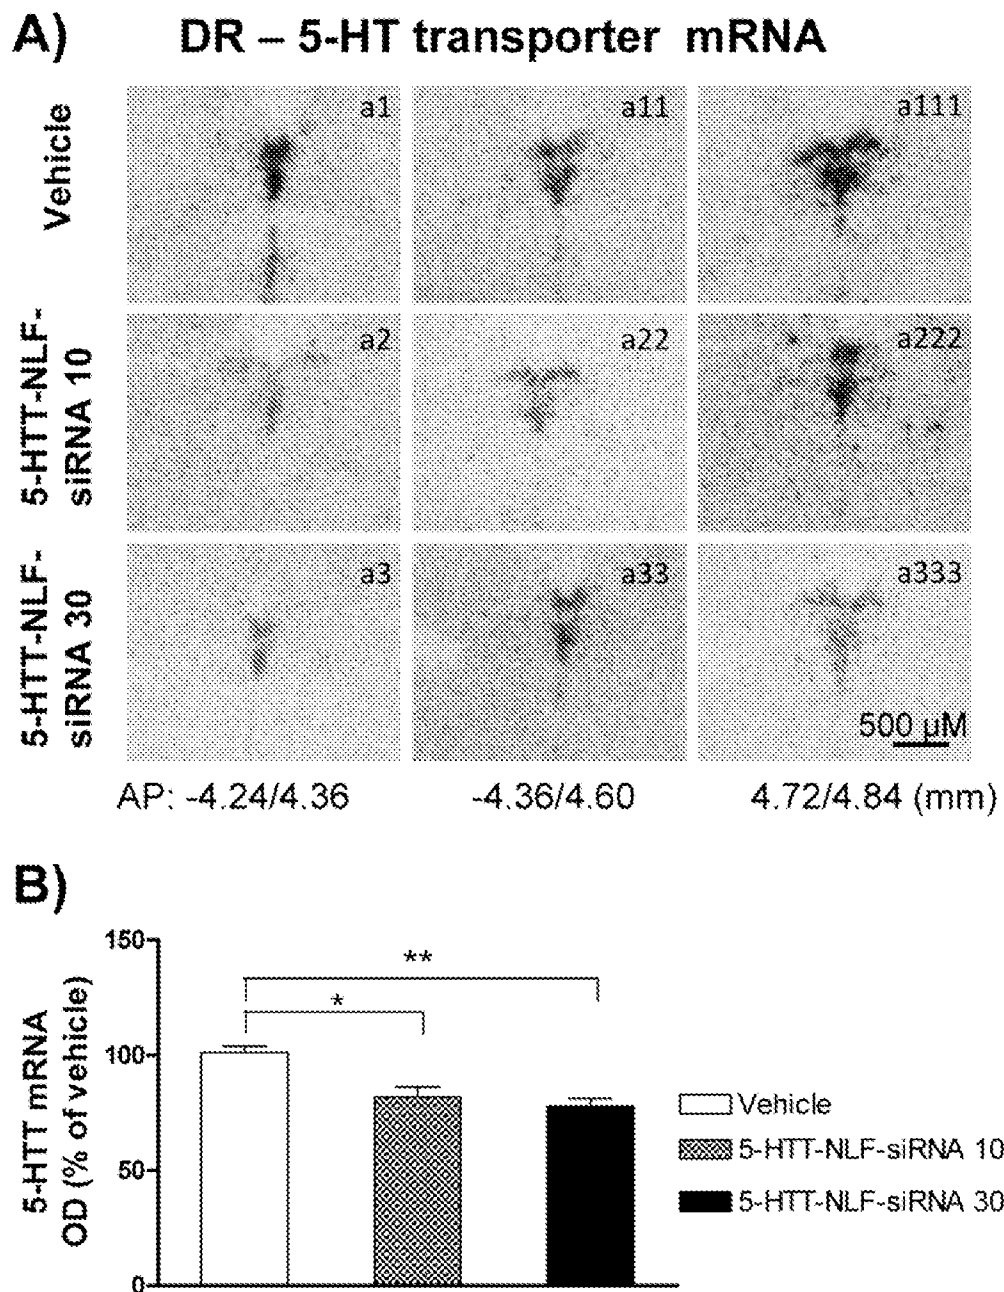 A) DR – 5-HT transporter mRNA
Vehicle
a1 a11 a111
5-HTT-NLF-
siRNA 10
a2 a22 a222
5-HTT-NLF-
siRNA 30
a3 a33 a333
500 µM
AP: -4.24/4.36 -4.36/4.60 4.72/4.84 (mm)
B)
5-HTT mRNA
OD (% of vehicle)
150
100
50
0
**
*
Vehicle
5-HTT-NLF-siRNA 10
5-HTT-NLF-siRNA 30